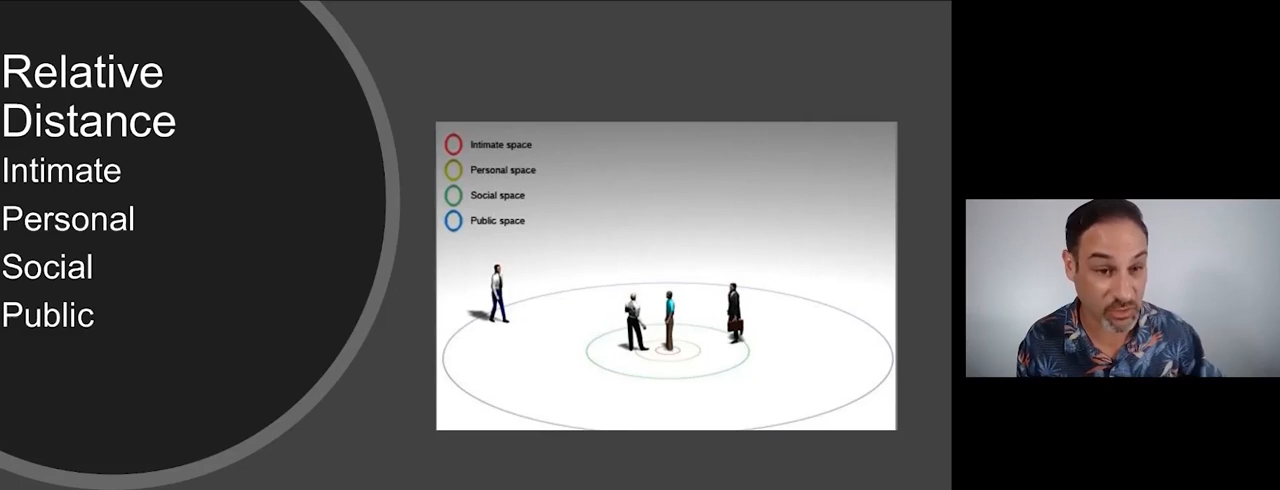 Relative
Distance
Intimate
Personal
Social
Public
Intimate space
Personal space
Social space
Public space